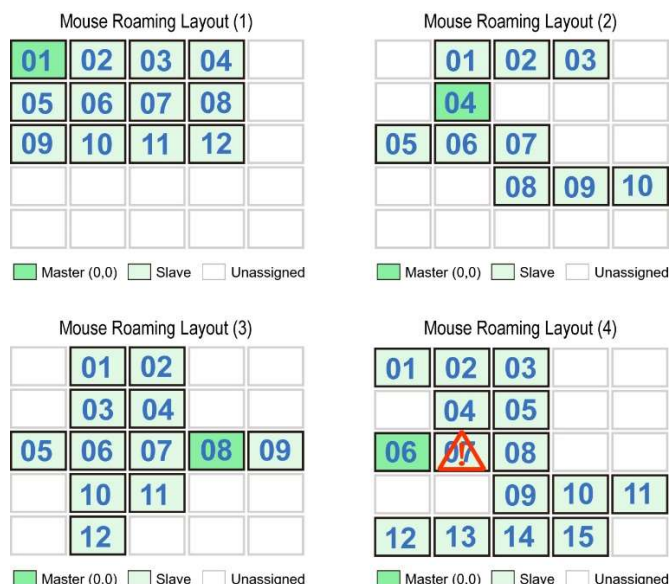 Mouse Roaming Layout (1)
01 02 03 04
05 06 07 08
09 10 11 12
Master (0,0) Slave Unassigned
Mouse Roaming Layout (2)
01 02 03
04
05 06 07
08 09 10
Master (0,0) Slave Unassigned
Mouse Roaming Layout (3)
01 02
03 04
05 06 07 08 09
10 11
12
Master (0,0) Slave Unassigned
Mouse Roaming Layout (4)
01 02 03
04 05
06 07 08
09 10 11
12 13 14 15
Master (0,0) Slave Unassigned